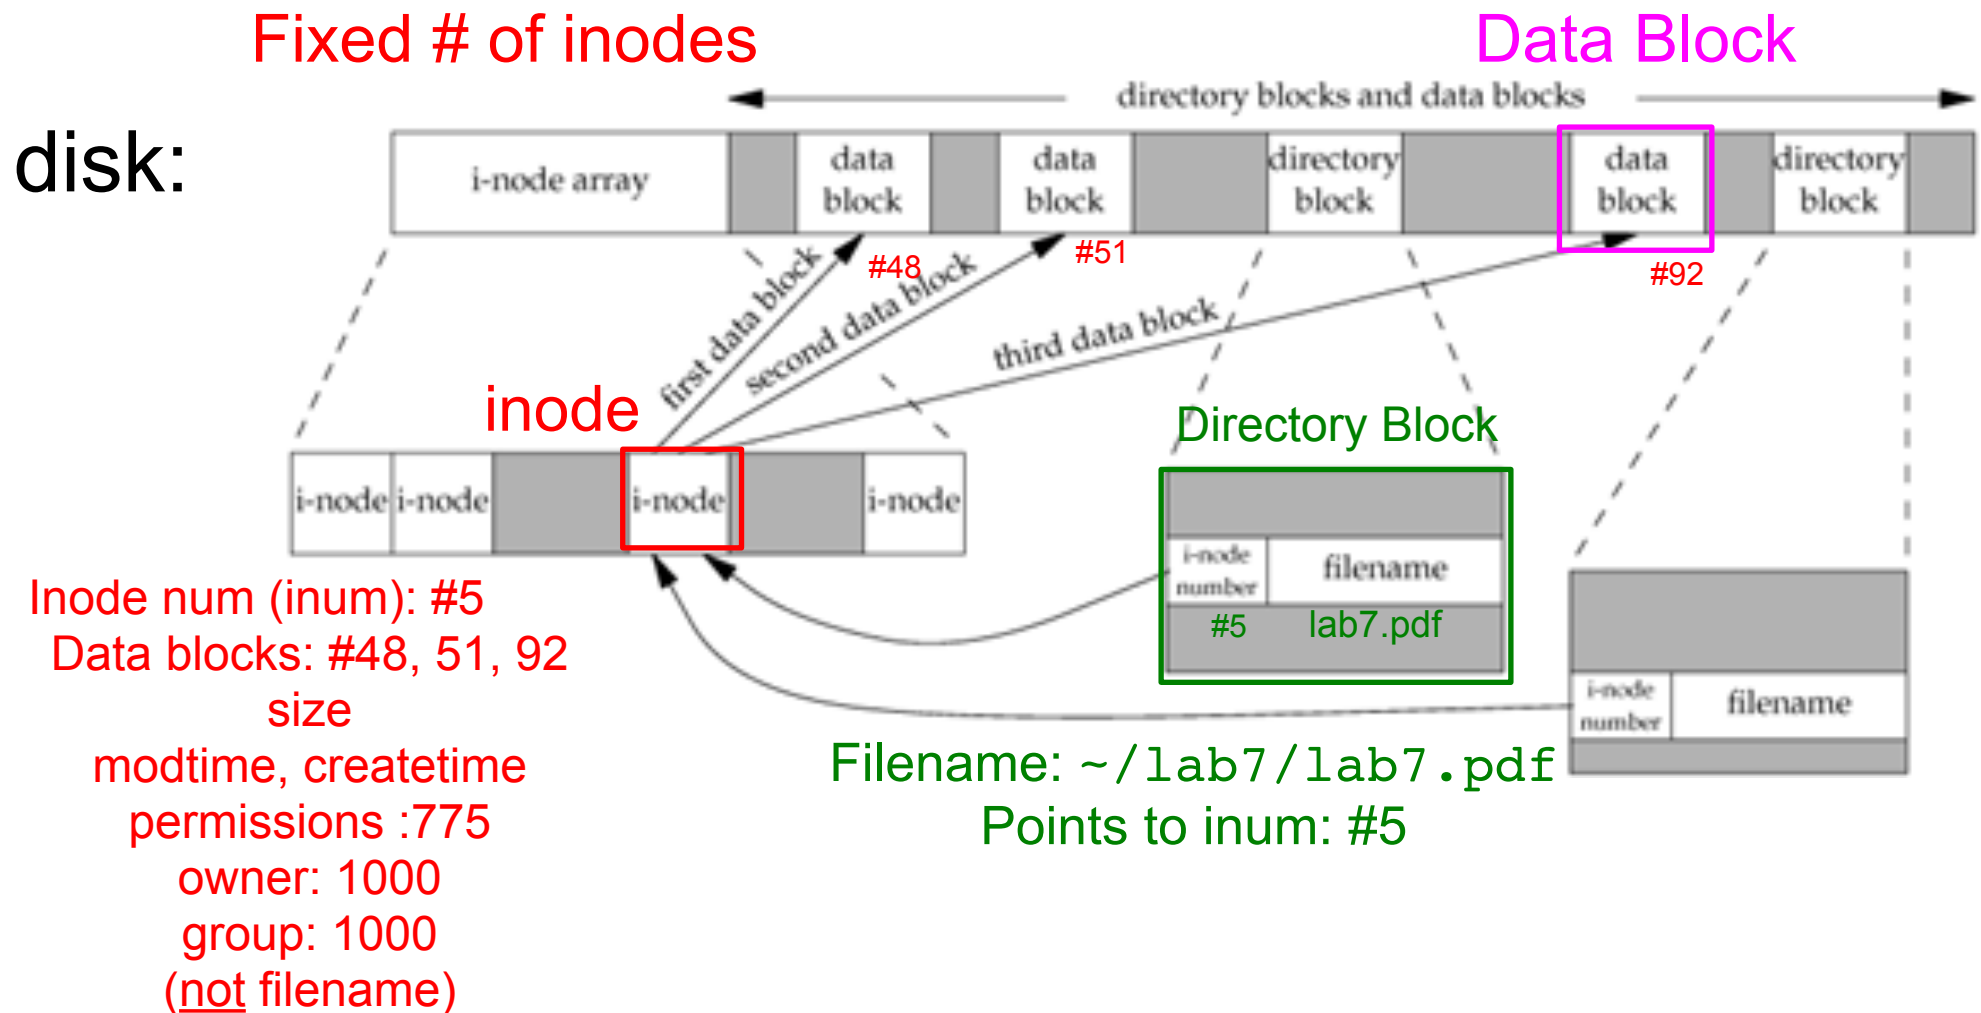 Fixed # of inodes
Data Block
directory blocks and data blocks
disk:
i-node array
data
block
data
block
directory
block
data
block
directory
block
#48
#51
#92
first data block
second data block
third data block
inode
Directory Block
i-node
i-node
i-node
i-node
i-node
number
filename
#5
lab7.pdf
i-node
number
filename
Inode num (inum): #5
Data blocks: #48, 51, 92
size
modtime, createtime
permissions :775
owner: 1000
group: 1000
(not filename)
Filename: ~/lab7/lab7.pdf
Points to inum: #5